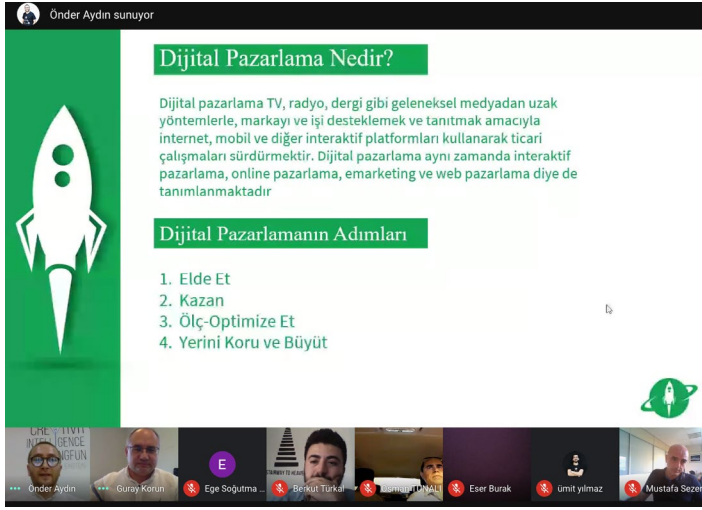 Önder Aydın sunuyor
Dijital Pazarlama Nedir?
Dijital pazarlama TV, radyo, dergi gibi geleneksel medyadan uzak
yöntemlerle, markayı ve işi desteklemek ve tanıtmak amacıyla
internet, mobil ve diğer interaktif platformları kullanarak ticari
çalışmaları sürdürmektir. Dijital pazarlama aynı zamanda interaktif
pazarlama, online pazarlama, emarketing ve web pazarlama diye de
tanımlanmaktadır
Dijital Pazarlamanın Adımları
1. Elde Et
2. Kazan
3. Ölç-Optimize Et
4. Yerini Koru ve Büyüt
E
Önder Aydın
Guray Korun
Ege Soğutma ...
Berkut Türkal
Osman TUNALI
Eser Burak
ümit yılmaz
Mustafa Sezer